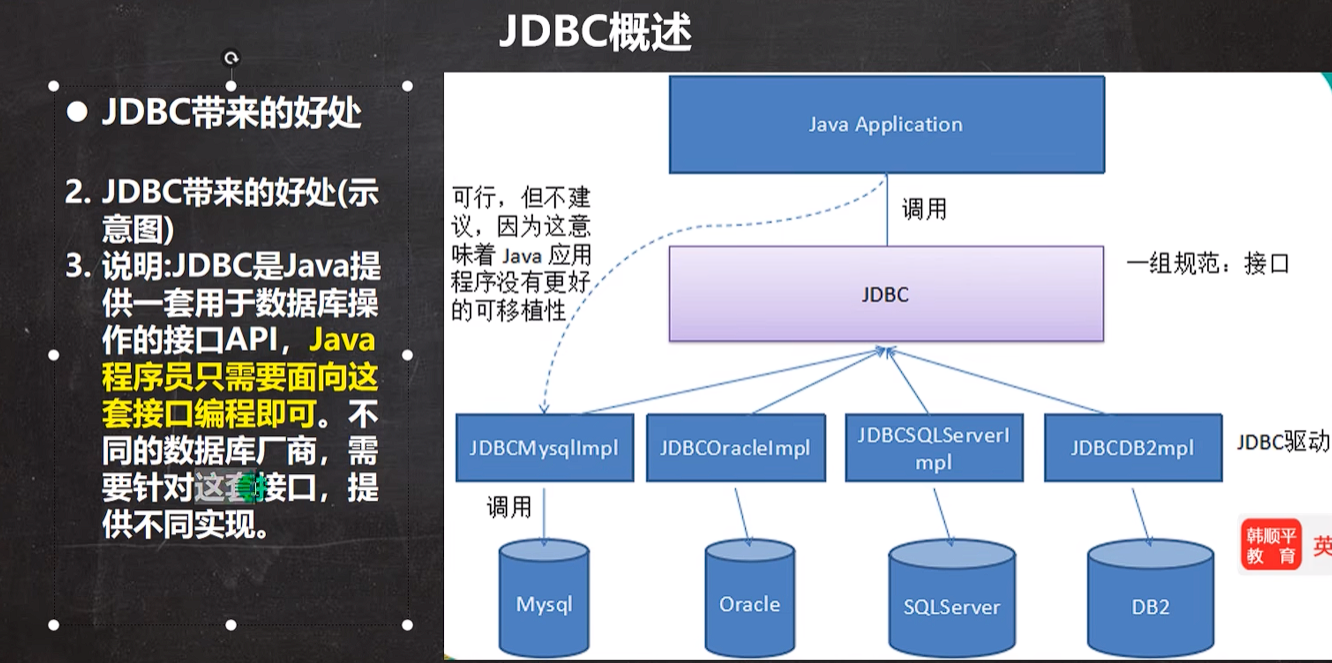 JDBC概述
● JDBC带来的好处
2. JDBC带来的好处(示
意图)
3. 说明:JDBC是Java提
供一套用于数据库操
作的接口API，Java
程序员只需要面向这
套接口编程即可。不
同的数据库厂商，需
要针对这套接口，提
供不同实现。
Java Application
可行，但不建
议，因为这意
味着 Java 应用
程序没有更好
的可移植性
调用
JDBC
一组规范：接口
JDBCMysqlImpl
JDBCOracleImpl
JDBCSQLServerI
mpl
JDBCDB2mpl
JDBC驱动
调用
Mysql
Oracle
SQLServer
DB2
韩顺平
教 育
英